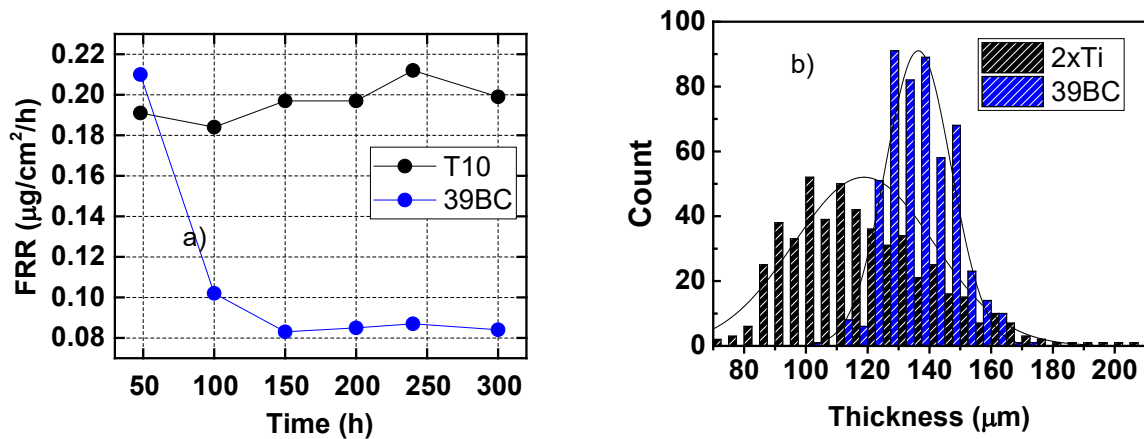 0.22
0.20
0.18
0.16
0.14
0.12
0.10
0.08
FRR (μg/cm²/h)
T10
39BC
a)
50 100 150 200 250 300
Time (h)
100
80
60
40
20
0
Count
b)
2xTi
39BC
80 100 120 140 160 180 200
Thickness (μm)